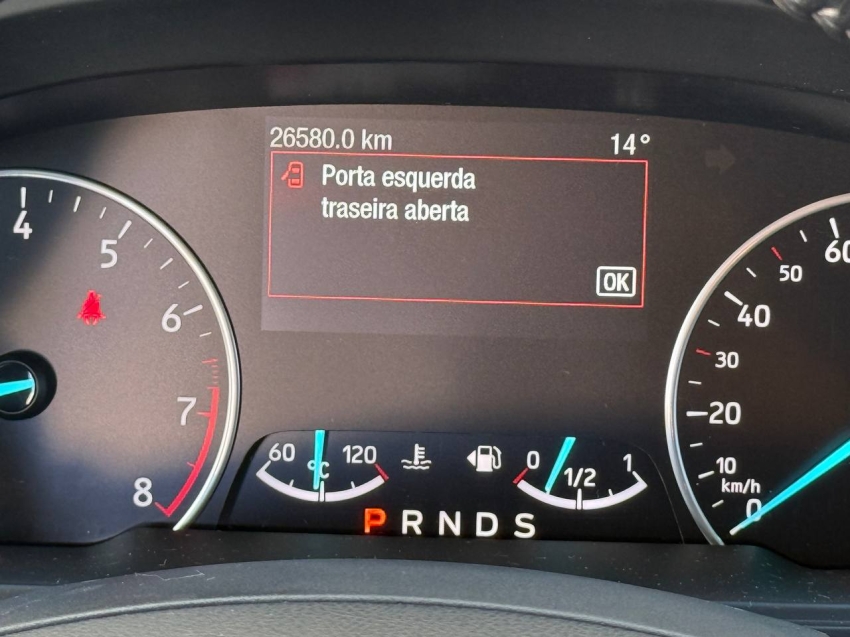 26580.0 km 14°
Porta esquerda
traseira aberta
OK
4
5
6
7
8
60
50
40
30
20
10
km/h
0
60 120
°C
0 1/2 1
P R N D S